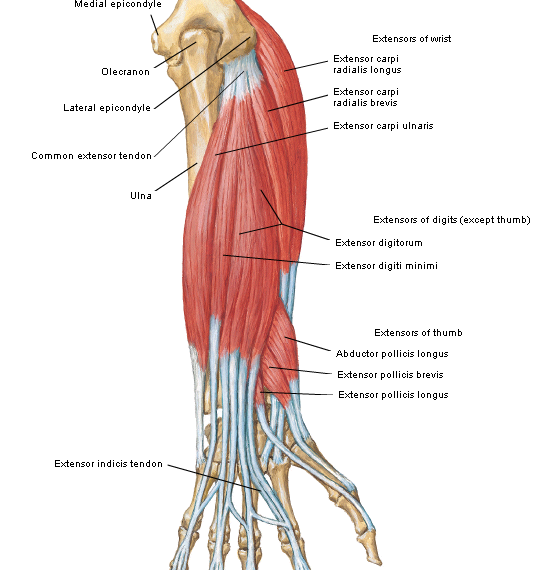 Medial epicondyle
Olecranon
Lateral epicondyle
Common extensor tendon
Ulna
Extensor indicis tendon
Extensors of wrist
Extensor carpi
radialis longus
Extensor carpi
radialis brevis
Extensor carpi ulnaris
Extensors of digits (except thumb)
Extensor digitorum
Extensor digiti minimi
Extensors of thumb
Abductor pollicis longus
Extensor pollicis brevis
Extensor pollicis longus